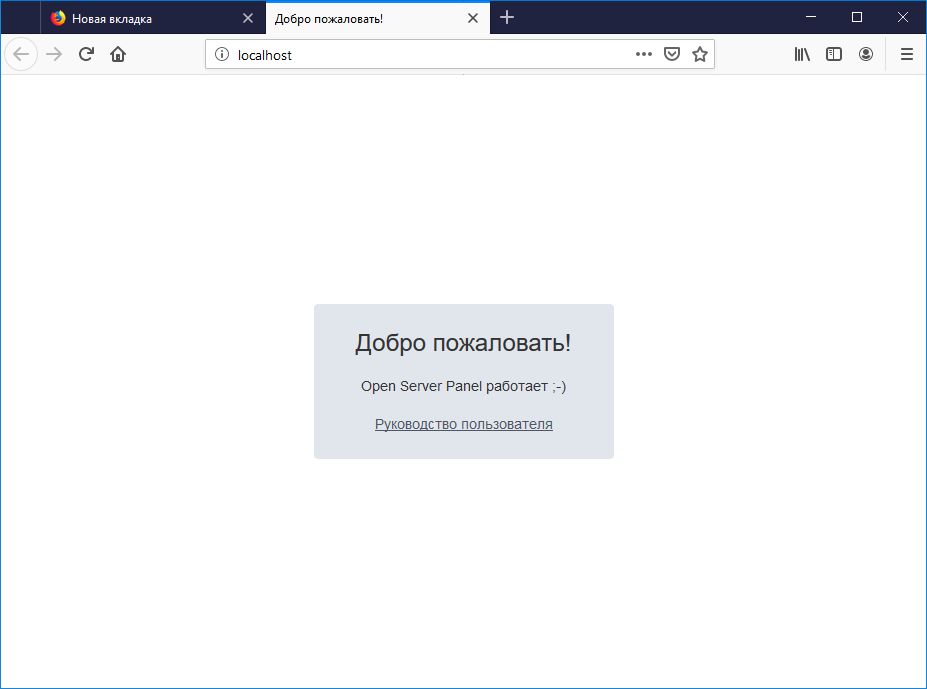 Новая вкладка
Добро пожаловать!
localhost
Добро пожаловать!
Open Server Panel работает ;-)
Руководство пользователя